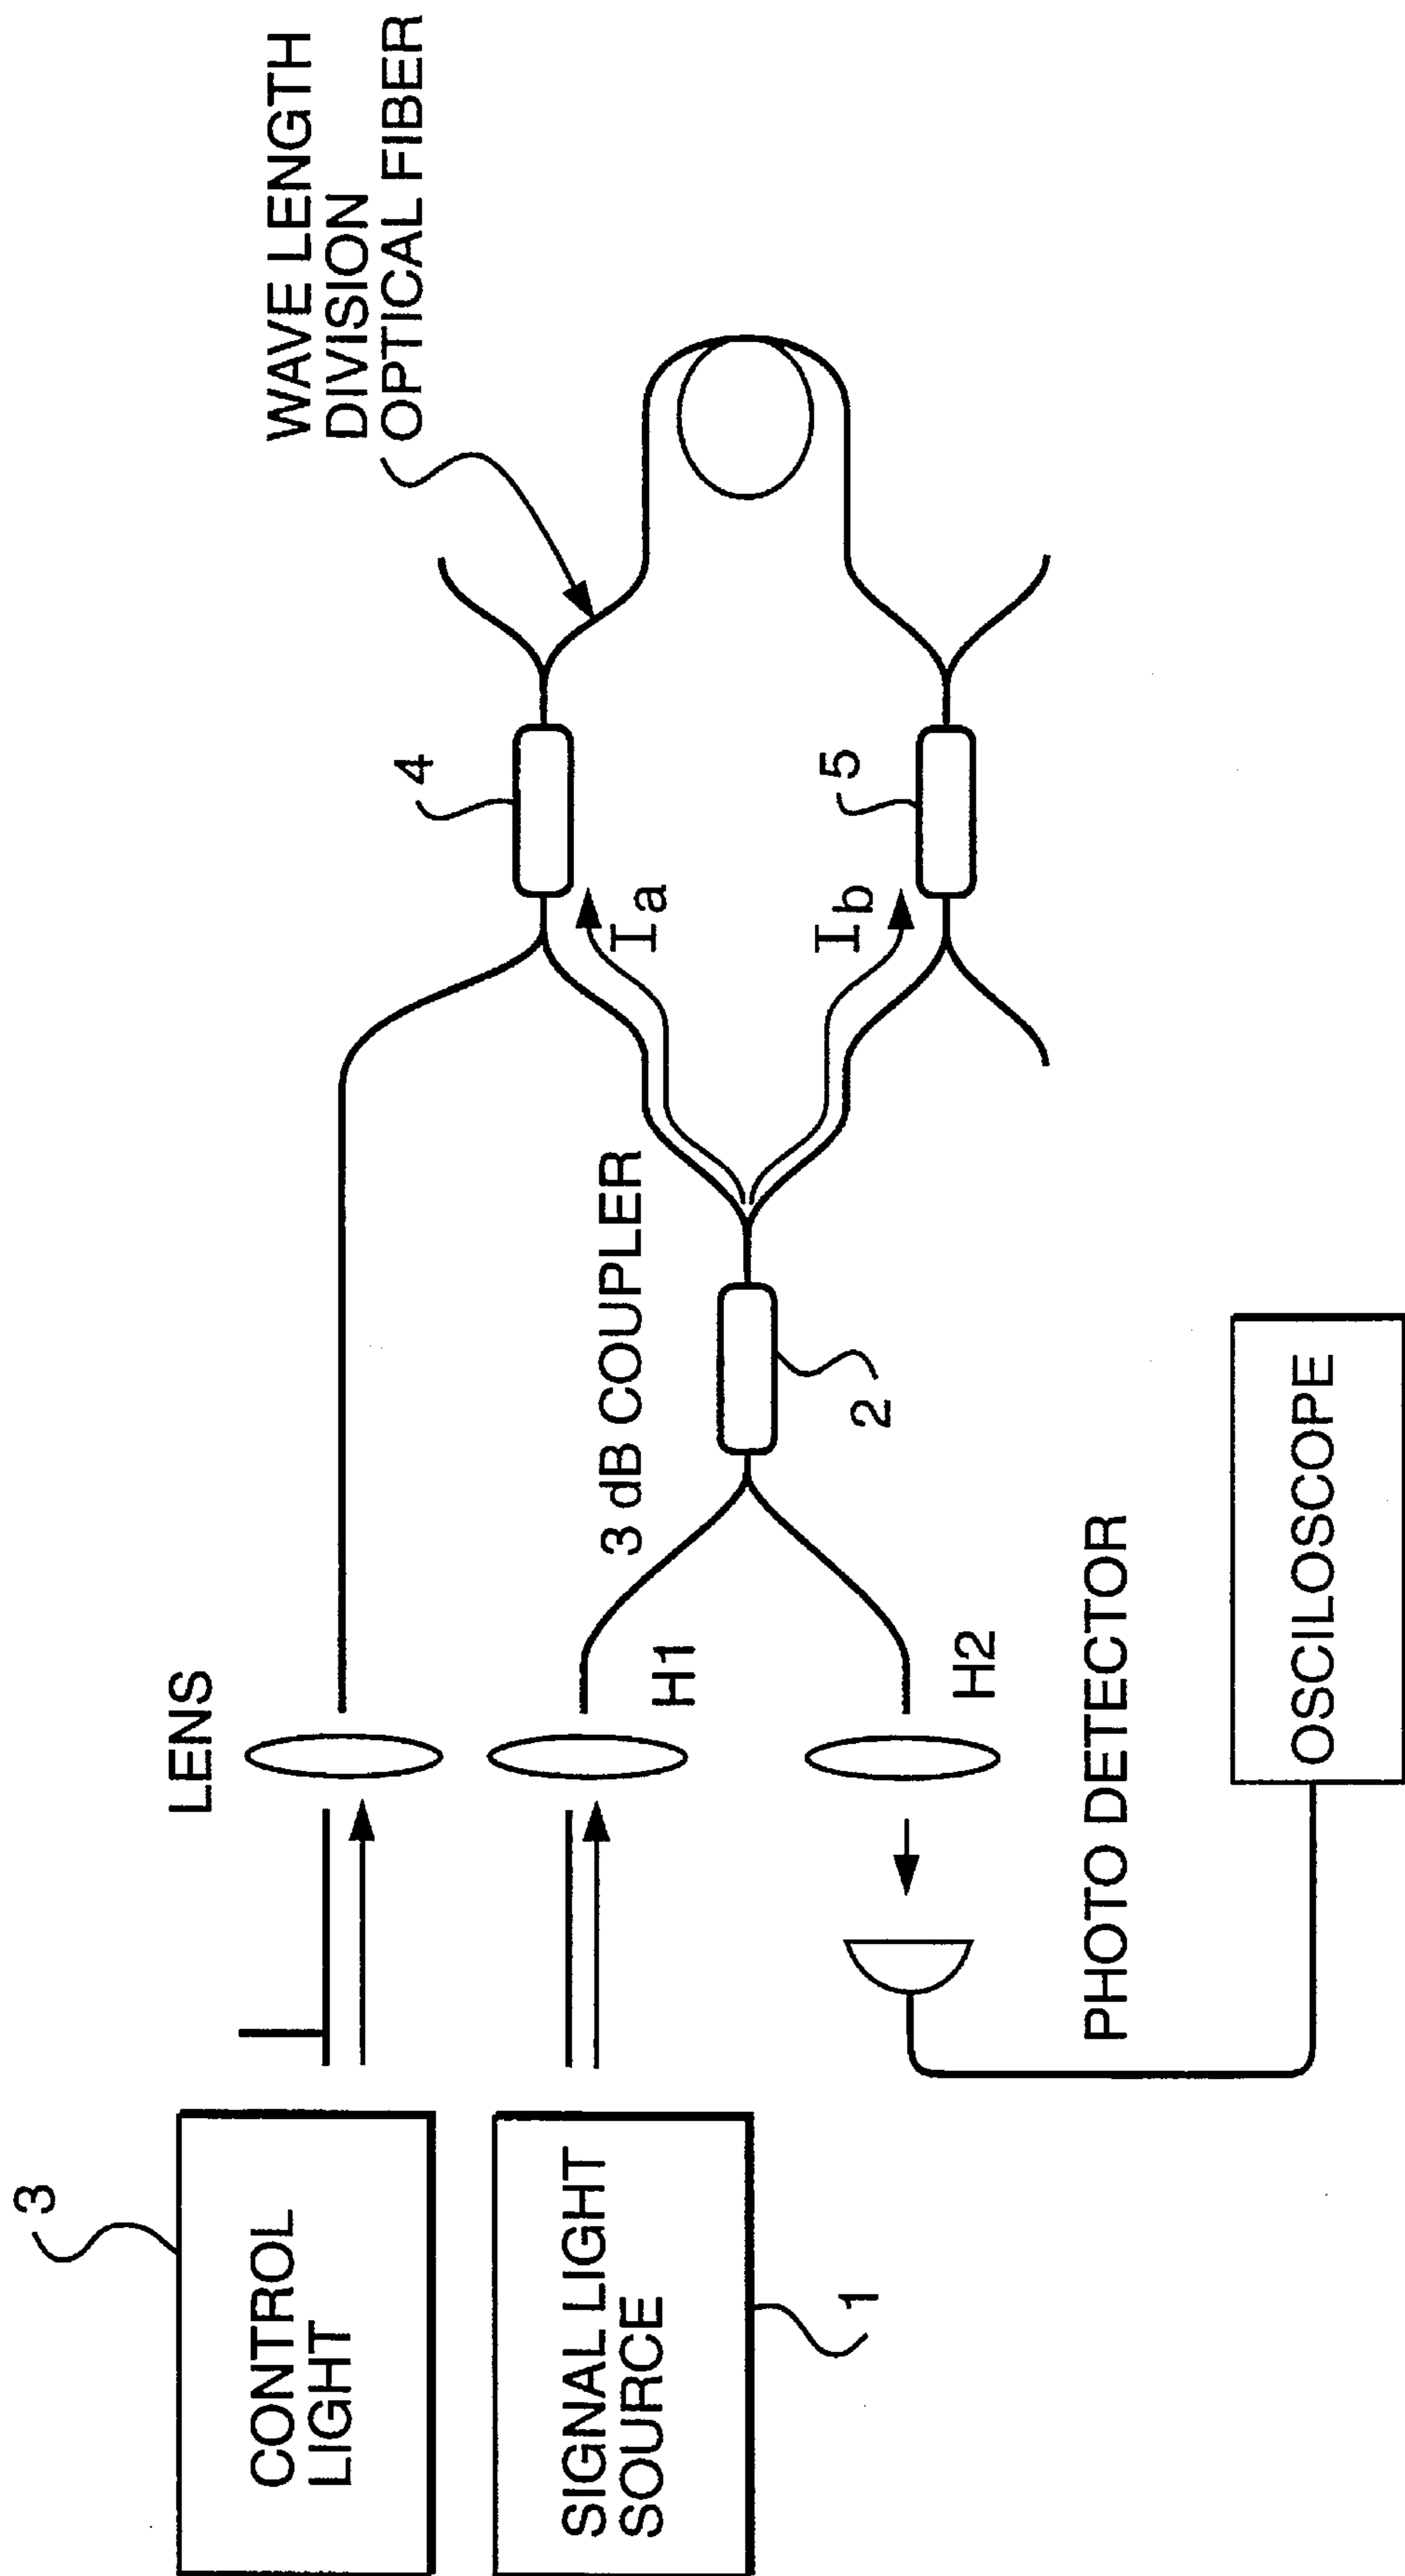 3
CONTROL
LIGHT
SIGNAL LIGHT
SOURCE
1
LENS
H1
H2
PHOTO DETECTOR
OSCILOSCOPE
3 dB COUPLER
2
Ia
Ib
4
5
WAVE LENGTH
DIVISION
OPTICAL FIBER